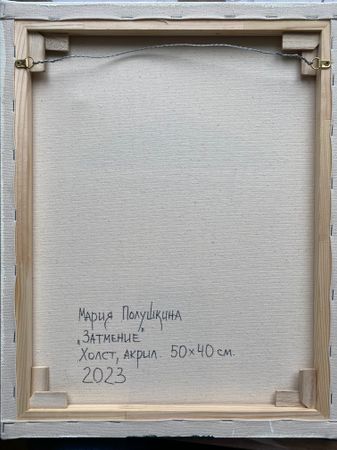 Мария Полушкина
„Затмение"
Холст, акрил. 50×40 см.
2023